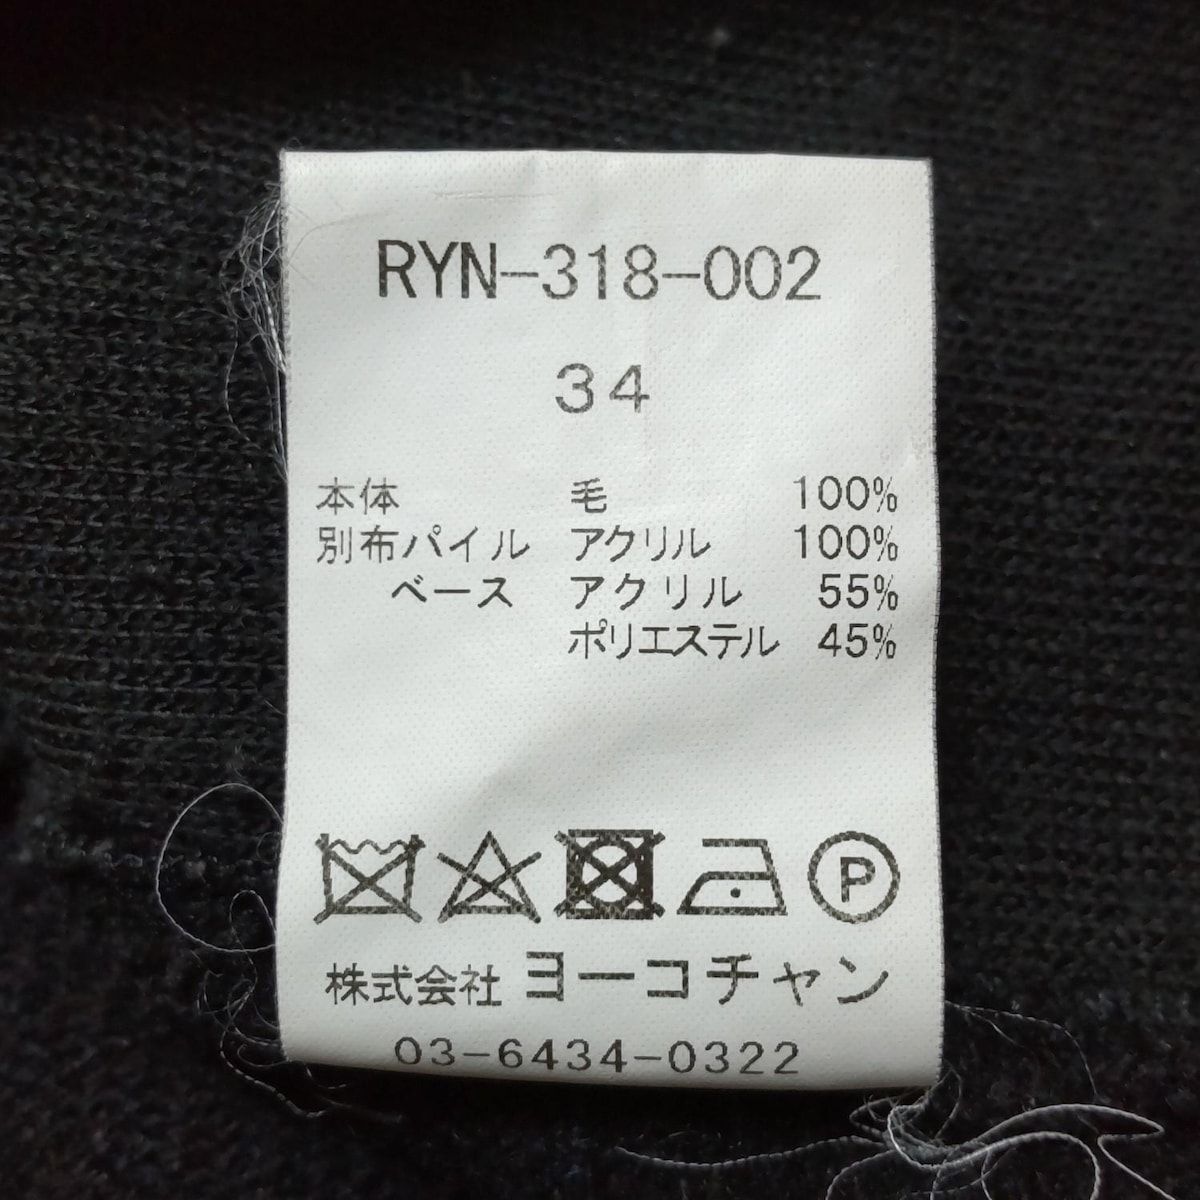 RYN-318-002
34
本体 毛 100%
別布パイル アクリル 100%
ベース アクリル 55%
ポリエステル 45%
P
株式会社 ヨーコチャン
03-6434-0322